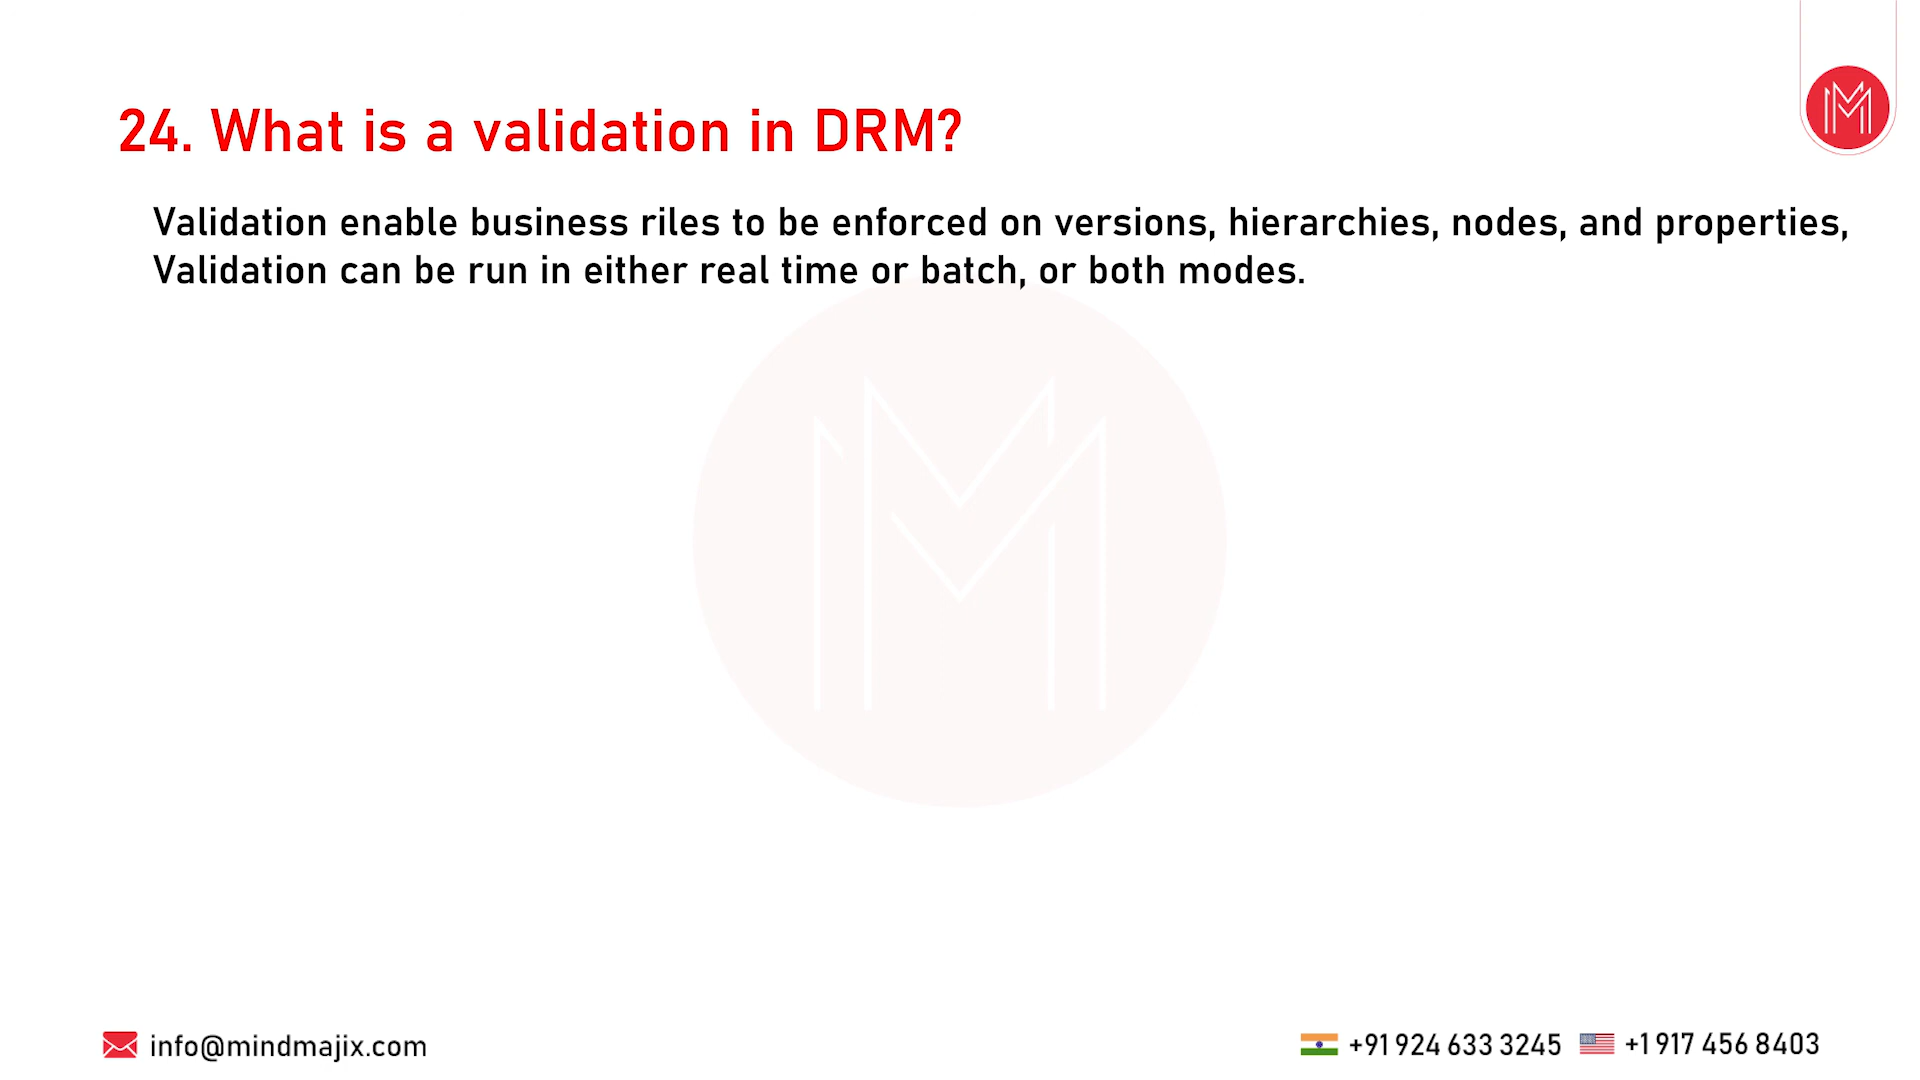 24. What is a validation in DRM?
Validation enable business riles to be enforced on versions, hierarchies, nodes, and properties,
Validation can be run in either real time or batch, or both modes.
info@mindmajix.com
+91 924 633 3245
+1 917 456 8403